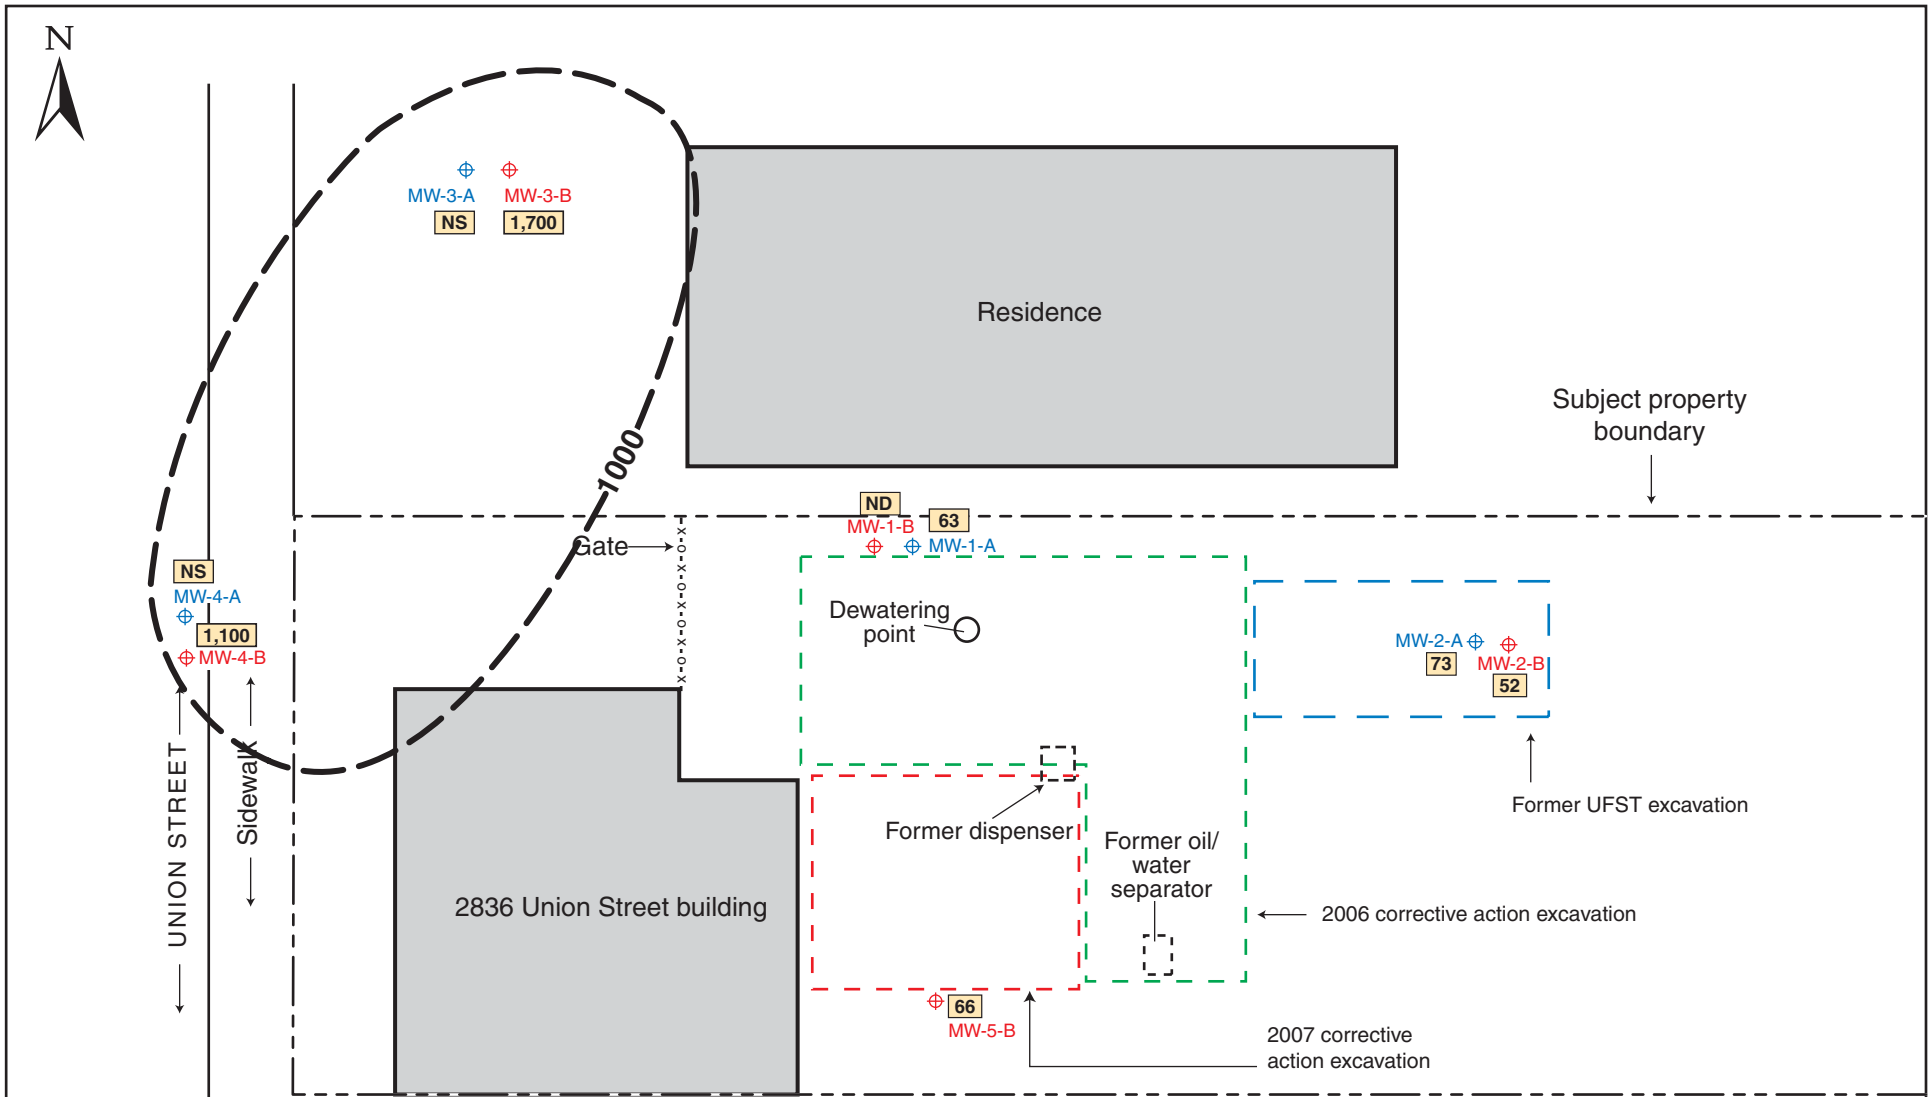 N
MW-3-A
MW-3-B
NS
1,700
Residence
1000
Subject property
boundary
ND
63
MW-1-B
MW-1-A
Gate
x o x o x o x o x o x
NS
MW-4-A
1,100
MW-4-B
Dewatering
point
MW-2-A
MW-2-B
73
52
UNION STREET
Sidewalk
Former UFST excavation
Former dispenser
Former oil/
water
separator
2836 Union Street building
2006 corrective action excavation
66
MW-5-B
2007 corrective
action excavation